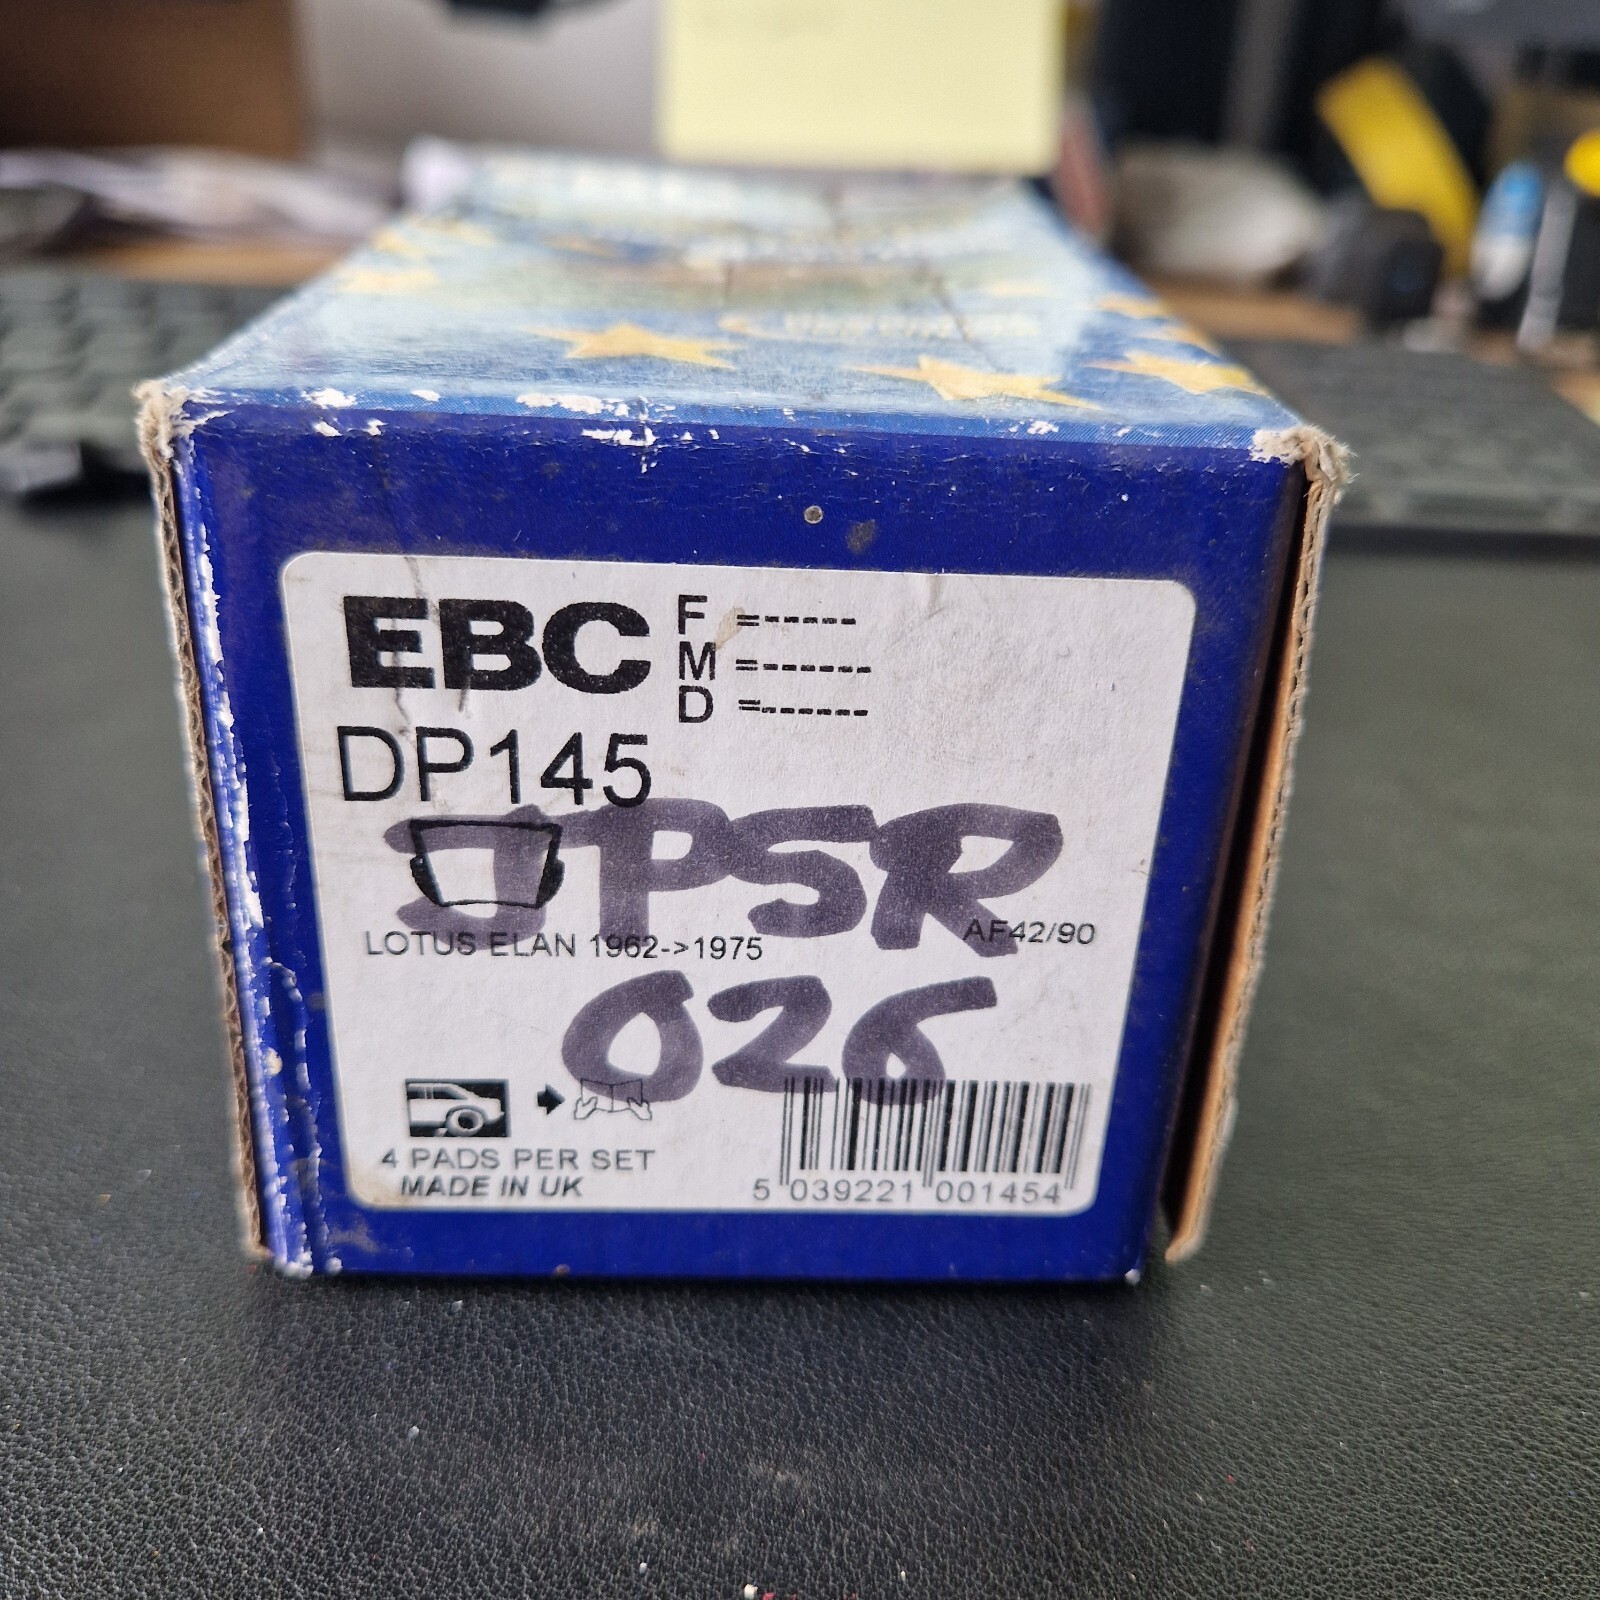 EBC
F =-----
M =------
D =-------
DP145
JPSR
LOTUS ELAN 1962->1975
AF42/90
026
4 PADS PER SET
MADE IN UK
5 039221 001454